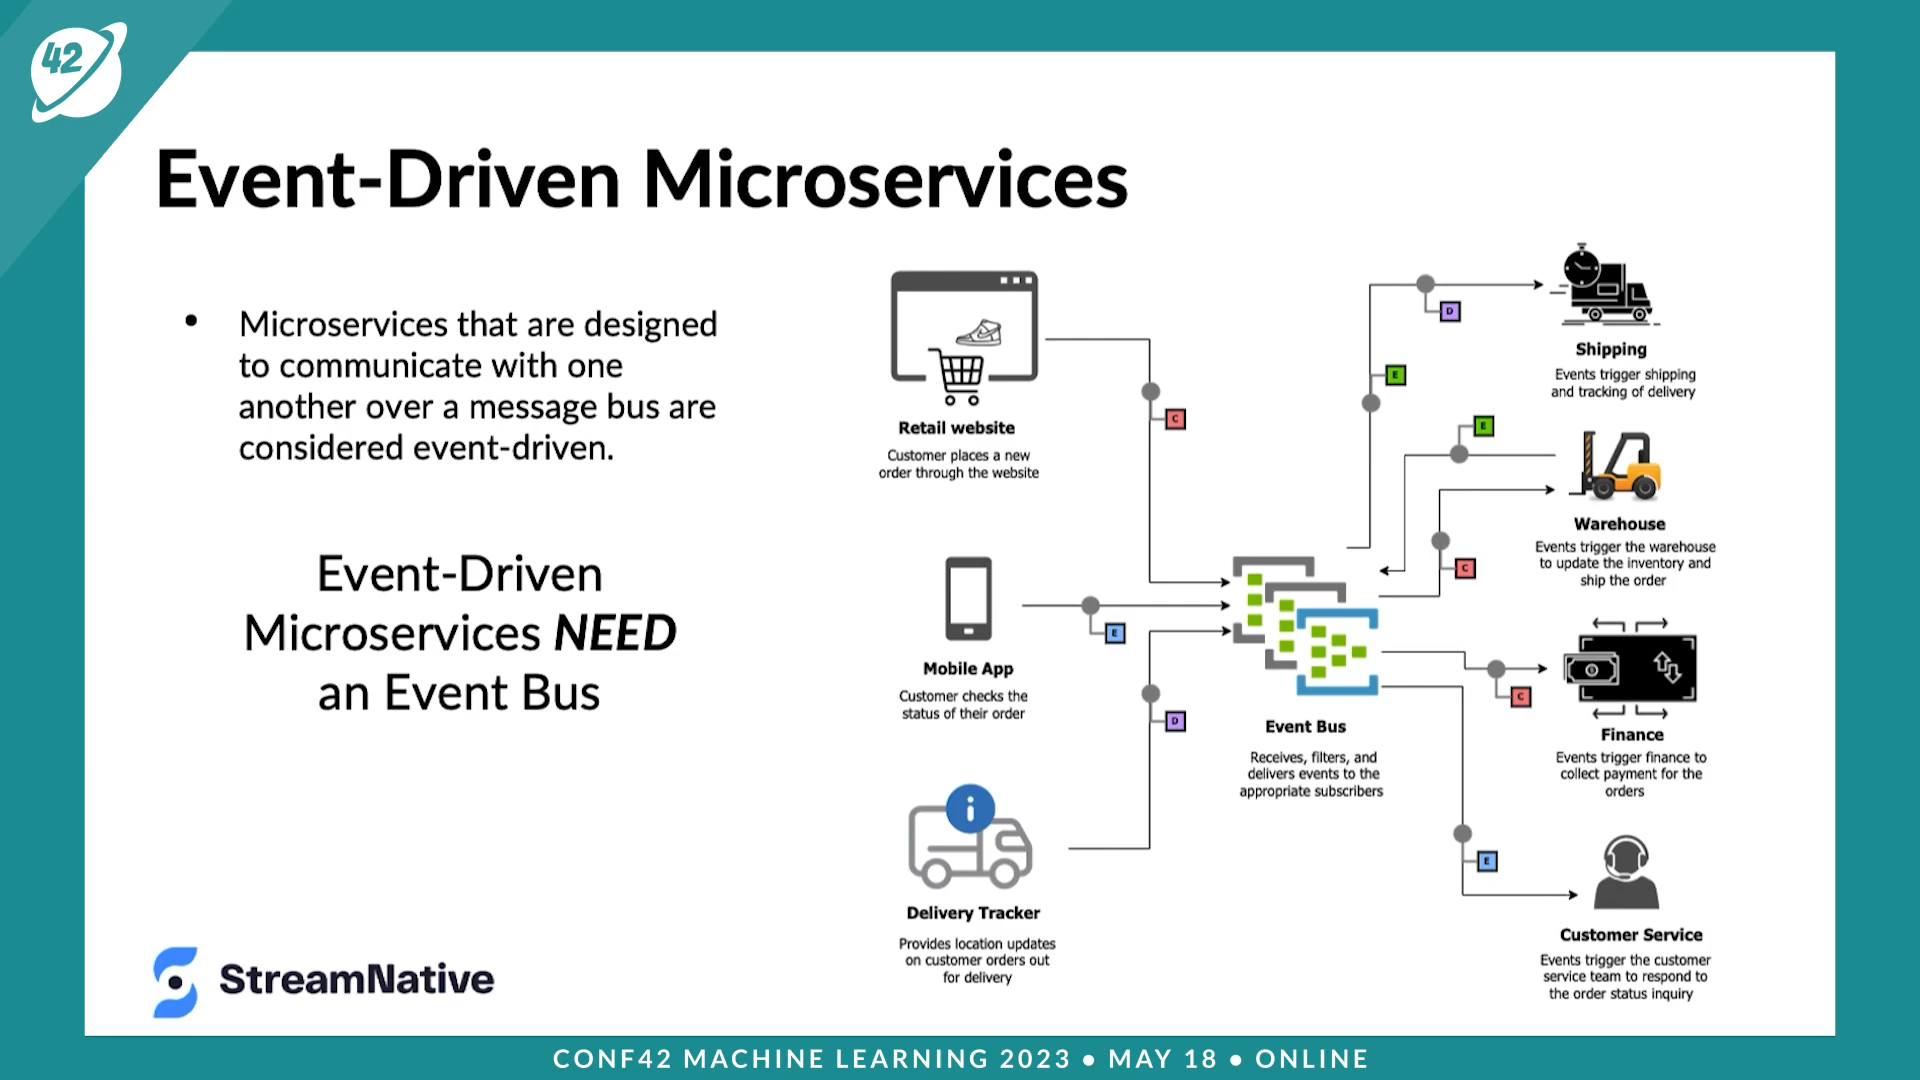 42
Event-Driven Microservices
• Microservices that are designed
to communicate with one
another over a message bus are
considered event-driven.
Event-Driven
Microservices NEED
an Event Bus
StreamNative
Retail website
Customer places a new
order through the website
C
Mobile App
Customer checks the
status of their order
E
Delivery Tracker
Provides location updates
on customer orders out
for delivery
D
Event Bus
Receives, filters, and
delivers events to the
appropriate subscribers
D
E
Shipping
Events trigger shipping
and tracking of delivery
E
C
Warehouse
Events trigger the warehouse
to update the inventory and
ship the order
C
Finance
Events trigger finance to
collect payment for the
orders
E
Customer Service
Events trigger the customer
service team to respond to
the order status inquiry
CONF42 MACHINE LEARNING 2023 • MAY 18 • ONLINE